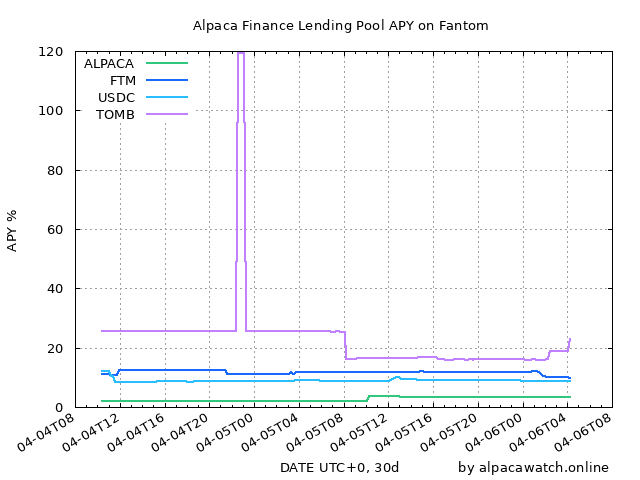 Alpaca Finance Lending Pool APY on Fantom
120
100
80
60
40
20
0
APY %
ALPACA
FTM
USDC
TOMB
04-04T08
04-04T12
04-04T16
04-04T20
04-05T00
04-05T04
04-05T08
04-05T12
04-05T16
04-05T20
04-06T00
04-06T04
04-06T08
DATE UTC+0, 30d
by alpacawatch.online